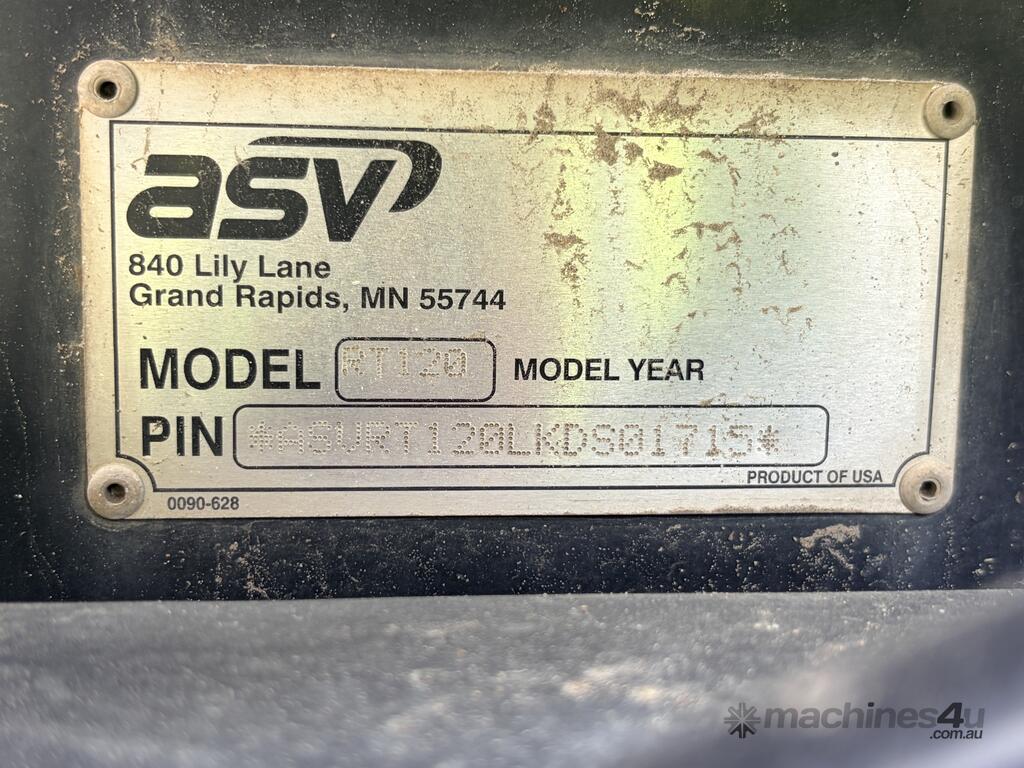 asv
840 Lily Lane
Grand Rapids, MN 55744
MODEL RT120 MODEL YEAR
PIN *ASVRT120LKDS01715*
PRODUCT OF USA
0090-628
machines4u
.com.au